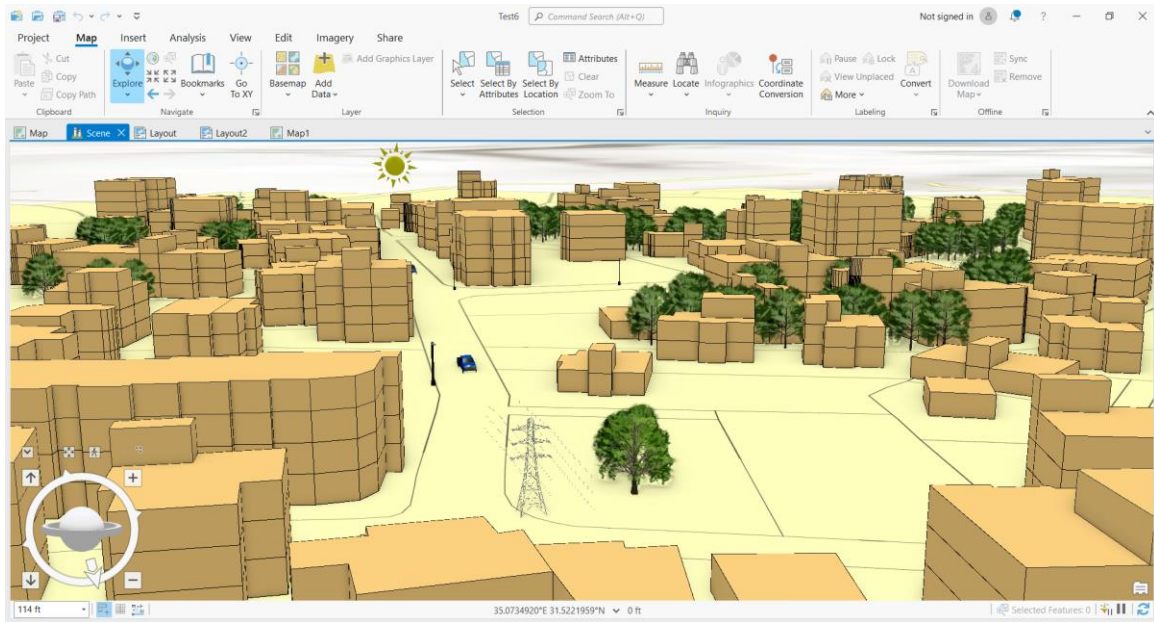 Test6
Command Search (Alt+Q)
Not signed in
?
Project Map Insert Analysis View Edit Imagery Share
Paste
Cut
Copy
Copy Path
Clipboard
Explore
Bookmarks
Go
To XY
Navigate
Basemap
Add
Data
Add Graphics Layer
Layer
Select
Select By
Attributes
Select By
Location
Attributes
Clear
Zoom To
Selection
Measure
Locate
Infographics
Coordinate
Conversion
Inquiry
Pause
Lock
View Unplaced
More
Convert
Labeling
Download
Map
Sync
Remove
Offline
Map Scene Layout Layout2 Map1
114 ft
35.0734920°E 31.5221959°N
0 ft
Selected Features: 0